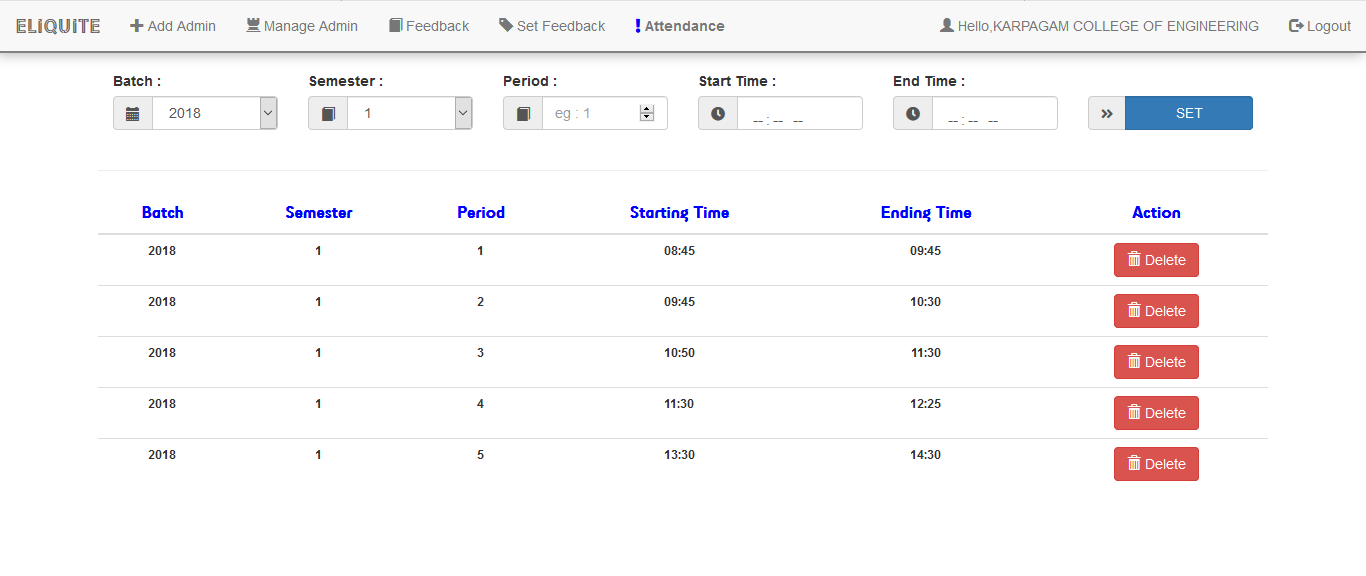 ELiQUiTE Add Admin Manage Admin Feedback Set Feedback Attendance Hello,KARPAGAM COLLEGE OF ENGINEERING Logout
Batch : Semester : Period : Start Time : End Time :
2018 1 eg : 1 -- : -- -- -- : -- -- SET
Batch Semester Period Starting Time Ending Time Action
2018 1 1 08:45 09:45 Delete
2018 1 2 09:45 10:30 Delete
2018 1 3 10:50 11:30 Delete
2018 1 4 11:30 12:25 Delete
2018 1 5 13:30 14:30 Delete